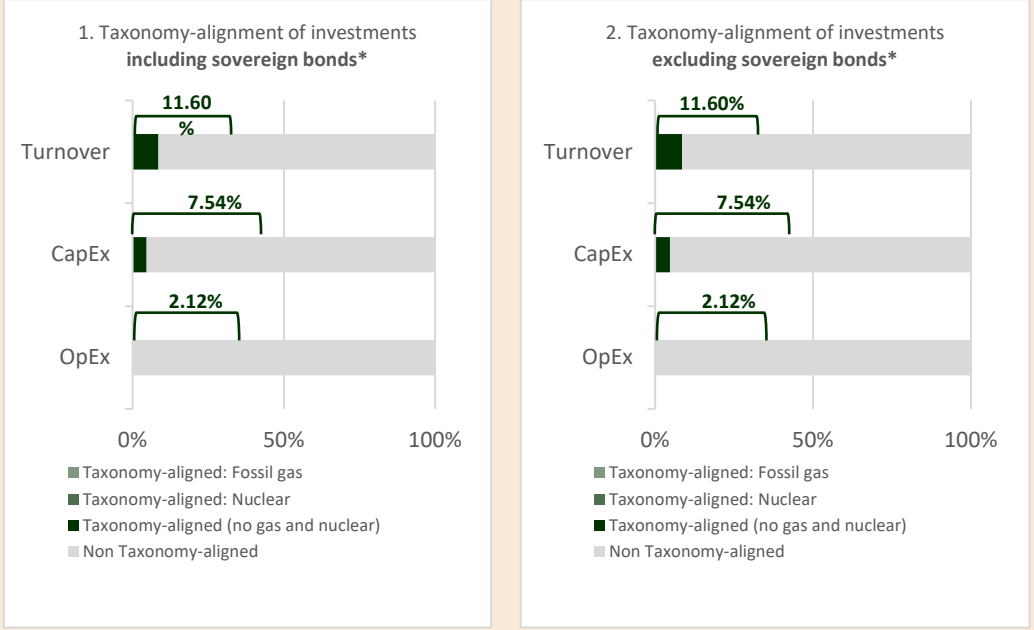 1. Taxonomy-alignment of investments
including sovereign bonds*
11.60
%
Turnover
7.54%
CapEx
2.12%
OpEx
0% 50% 100%
Taxonomy-aligned: Fossil gas
Taxonomy-aligned: Nuclear
Taxonomy-aligned (no gas and nuclear)
Non Taxonomy-aligned
2. Taxonomy-alignment of investments
excluding sovereign bonds*
11.60%
Turnover
7.54%
CapEx
2.12%
OpEx
0% 50% 100%
Taxonomy-aligned: Fossil gas
Taxonomy-aligned: Nuclear
Taxonomy-aligned (no gas and nuclear)
Non Taxonomy-aligned